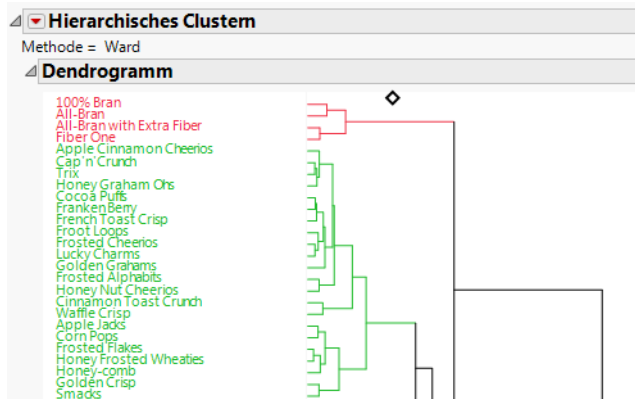 Hierarchisches Clustern
Methode = Ward
Dendrogramm
100% Bran
All-Bran
All-Bran with Extra Fiber
Fiber One
Apple Cinnamon Cheerios
Cap'n'Crunch
Trix
Honey Graham Ohs
Cocoa Puffs
FrankenBerry
French Toast Crisp
Froot Loops
Frosted Cheerios
Lucky Charms
Golden Grahams
Frosted Alphabits
Honey Nut Cheerios
Cinnamon Toast Crunch
Waffle Crisp
Apple Jacks
Corn Pops
Frosted Flakes
Honey Frosted Wheaties
Honey-comb
Golden Crisp
Smacks